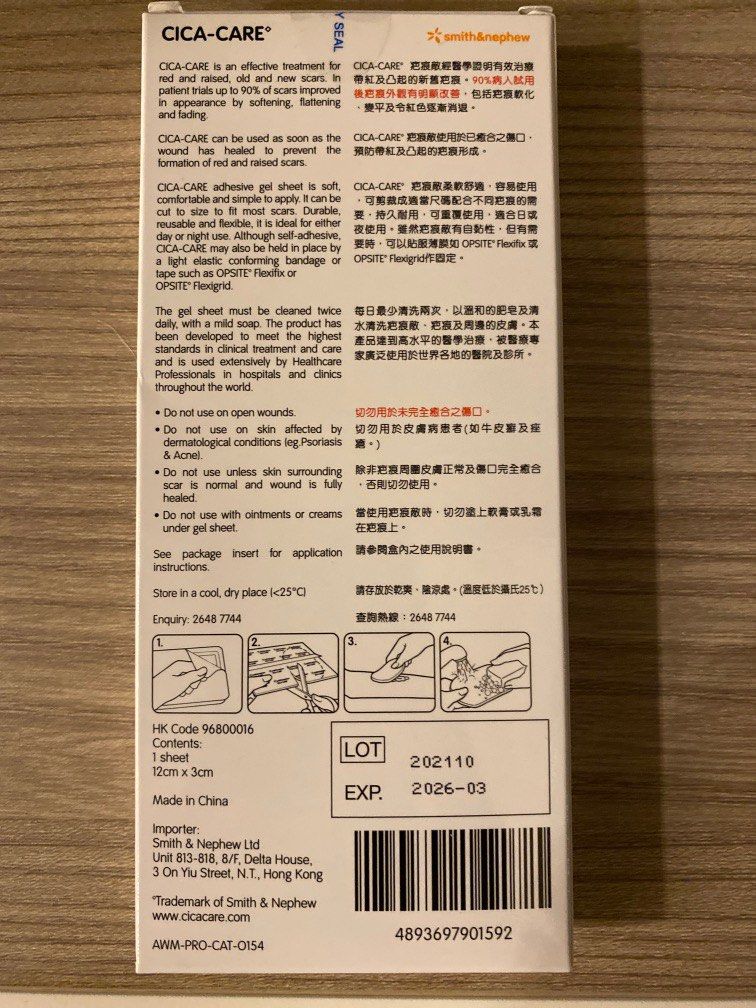 CICA-CARE◊
Y SEAL
smith&nephew
CICA-CARE is an effective treatment for
red and raised, old and new scars. In
patient trials up to 90% of scars improved
in appearance by softening, flattening
and fading.
CICA-CARE◊ 疤痕敵經醫學證明有效治療
帶紅及凸起的新舊疤痕。90%病人試用
後疤痕外觀有明顯改善，包括疤痕軟化
、變平及令紅色逐漸消退。
CICA-CARE can be used as soon as the
wound has healed to prevent the
formation of red and raised scars.
CICA-CARE◊ 疤痕敵使用於已癒合之傷口，
預防帶紅及凸起的疤痕形成。
CICA-CARE adhesive gel sheet is soft,
comfortable and simple to apply. It can be
cut to size to fit most scars. Durable,
reusable and flexible, it is ideal for either
day or night use. Although self-adhesive,
CICA-CARE may also be held in place by
a light elastic conforming bandage or
tape such as OPSITE◊ Flexifix or
OPSITE◊ Flexigrid.
CICA-CARE◊ 疤痕敵柔軟舒適，容易使用
，可剪裁成適當尺碼配合不同疤痕的需
要，持久耐用，可重覆使用，適合日或
夜使用。雖然疤痕敵有自黏性，但有需
要時，可以貼服薄膜如 OPSITE◊ Flexifix 或
OPSITE◊ Flexigrid作固定。
The gel sheet must be cleaned twice
daily, with a mild soap. The product has
been developed to meet the highest
standards in clinical treatment and care
and is used extensively by Healthcare
Professionals in hospitals and clinics
throughout the world.
每日最少清洗兩次，以溫和的肥皂及清
水清洗疤痕敵、疤痕及周邊的皮膚。本
產品達到高水平的醫學治療，被醫療專
家廣泛使用於世界各地的醫院及診所。
• Do not use on open wounds.
切勿用於未完全癒合之傷口。
• Do not use on skin affected by
dermatological conditions (eg.Psoriasis
& Acne).
切勿用於皮膚病患者(如牛皮癬及痤
瘡。)
• Do not use unless skin surrounding
scar is normal and wound is fully
healed.
除非疤痕周圍皮膚正常及傷口完全癒合
，否則切勿使用。
• Do not use with ointments or creams
under gel sheet.
當使用疤痕敵時，切勿塗上軟膏或乳霜
在疤痕上。
See package insert for application
instructions.
請參閱盒內之使用說明書。
Store in a cool, dry place (<25°C)
請存放於乾爽、陰涼處。(溫度低於攝氏25℃)
Enquiry: 2648 7744
查詢熱線：2648 7744
1.
2.
3.
4.
HK Code 96800016
Contents:
1 sheet
12cm x 3cm
Made in China
LOT 202110
EXP. 2026-03
Importer:
Smith & Nephew Ltd
Unit 813-818, 8/F, Delta House,
3 On Yiu Street, N.T., Hong Kong
◊Trademark of Smith & Nephew
www.cicacare.com
AWM-PRO-CAT-0154
4893697901592